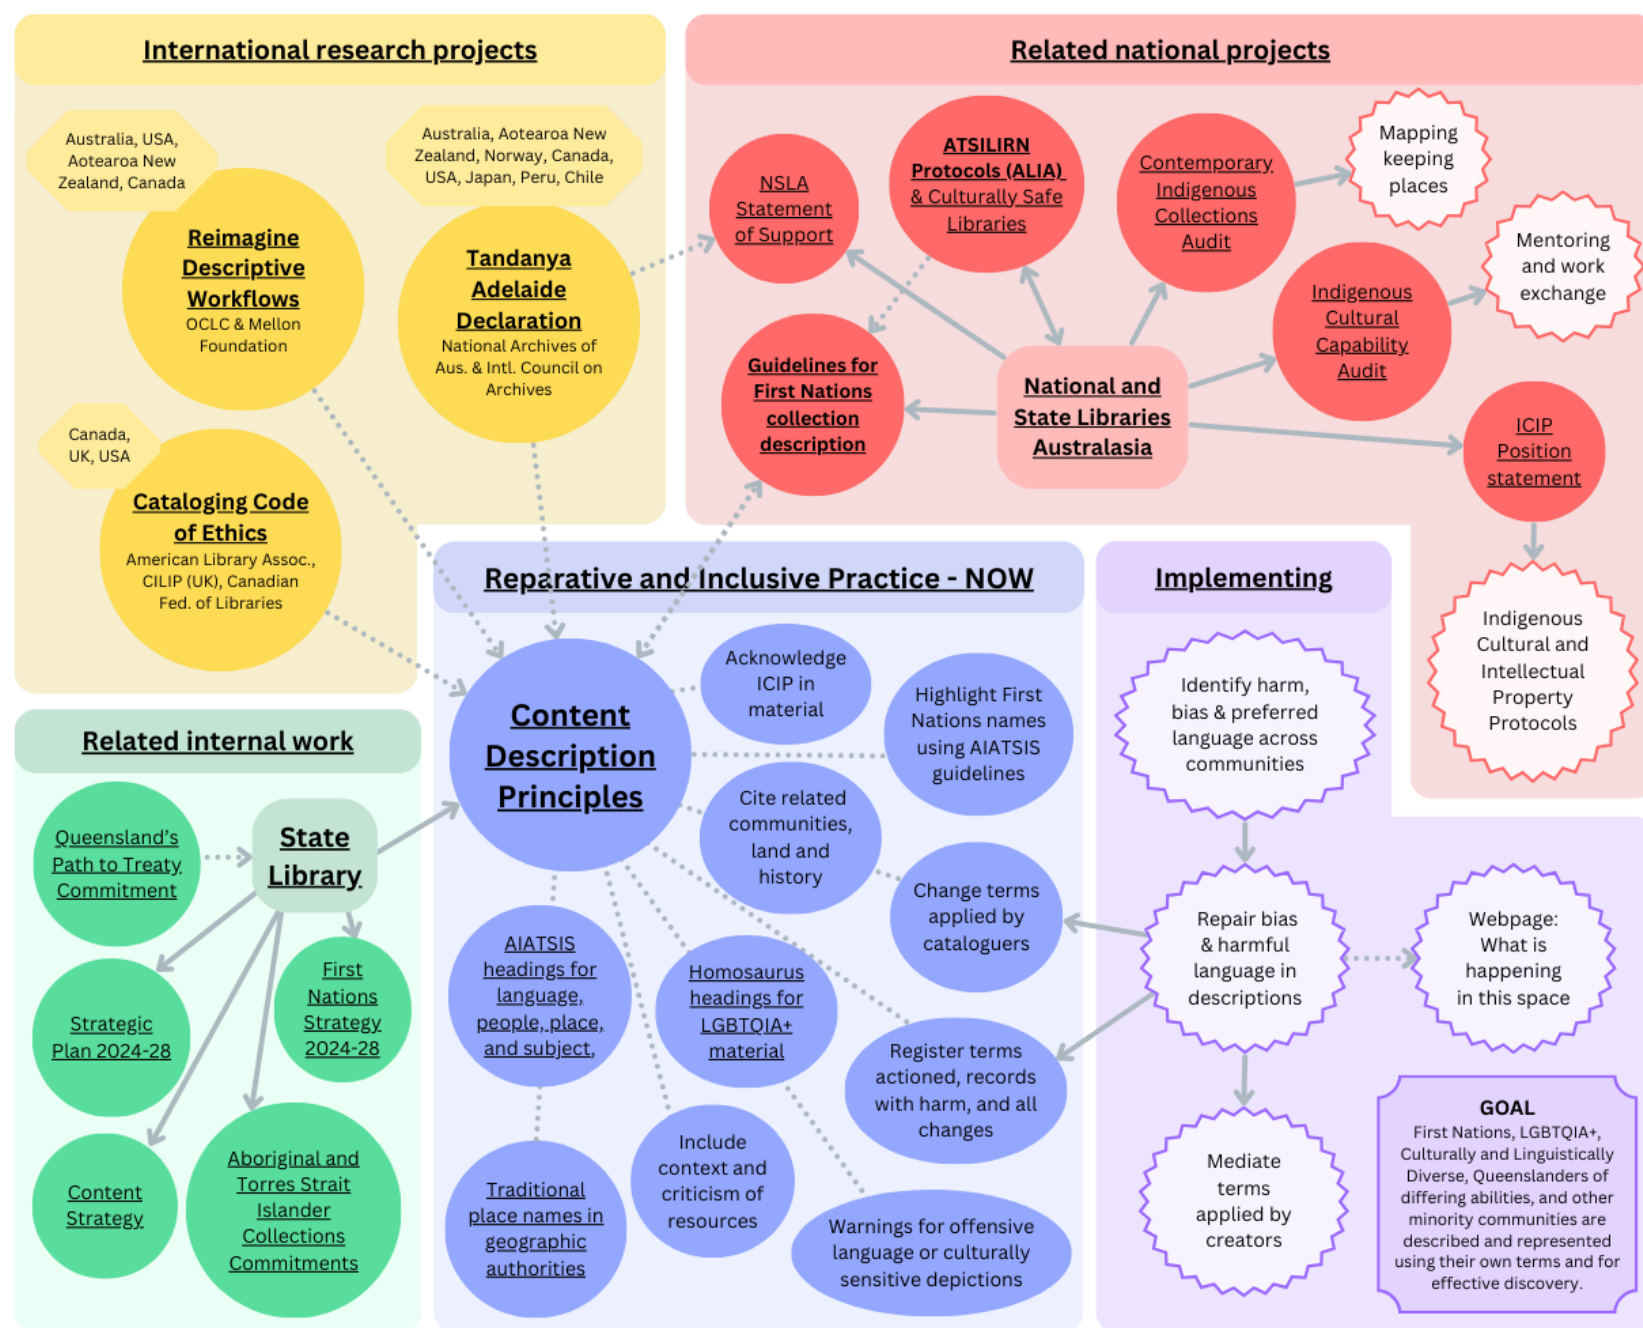 International research projects
Australia, USA,
Aotearoa New
Zealand, Canada
Reimagine
Descriptive
Workflows
OCLC & Mellon
Foundation
Australia, Aotearoa New
Zealand, Norway, Canada,
USA, Japan, Peru, Chile
Tandanya
Adelaide
Declaration
National Archives of
Aus. & Intl. Council on
Archives
Canada,
UK, USA
Cataloging Code
of Ethics
American Library Assoc.,
CILIP (UK), Canadian
Fed. of Libraries
Related national projects
NSLA
Statement
of Support
ATSILIRN
Protocols (ALIA)
& Culturally Safe
Libraries
Contemporary
Indigenous
Collections
Audit
Mapping
keeping
places
Mentoring
and work
exchange
Indigenous
Cultural
Capability
Audit
Guidelines for
First Nations
collection
description
National and
State Libraries
Australasia
ICIP
Position
statement
Indigenous
Cultural and
Intellectual
Property
Protocols
Related internal work
Queensland's
Path to Treaty
Commitment
State
Library
Strategic
Plan 2024-28
First
Nations
Strategy
2024-28
Content
Strategy
Aboriginal and
Torres Strait
Islander
Collections
Commitments
Reparative and Inclusive Practice - NOW
Content
Description
Principles
Acknowledge
ICIP in
material
Highlight First
Nations names
using AIATSIS
guidelines
Cite related
communities,
land and
history
Change terms
applied by
cataloguers
AIATSIS
headings for
language,
people, place,
and subject,
Homosaurus
headings for
LGBTQIA+
material
Register terms
actioned, records
with harm, and all
changes
Traditional
place names in
geographic
authorities
Include
context and
criticism of
resources
Warnings for offensive
language or culturally
sensitive depictions
Implementing
Identify harm,
bias & preferred
language across
communities
Repair bias
& harmful
language in
descriptions
Webpage:
What is
happening
in this space
Mediate
terms
applied by
creators
GOAL
First Nations, LGBTQIA+,
Culturally and Linguistically
Diverse, Queenslanders of
differing abilities, and other
minority communities are
described and represented
using their own terms and for
effective discovery.